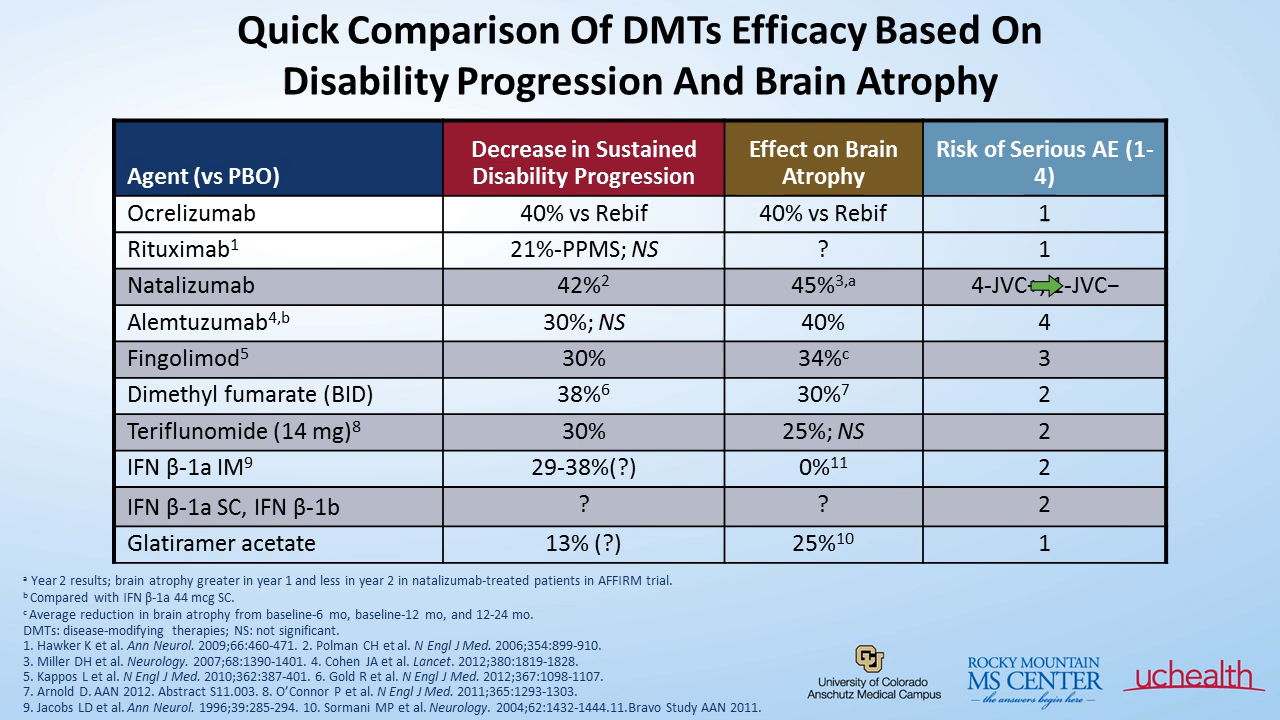 Quick Comparison Of DMTs Efficacy Based On
Disability Progression And Brain Atrophy
Agent (vs PBO)
Decrease in Sustained
Disability Progression
Effect on Brain
Atrophy
Risk of Serious AE (1-
4)
Ocrelizumab 40% vs Rebif 40% vs Rebif 1
Rituximab1 21%-PPMS; NS ? 1
Natalizumab 42%2 45%3,a 4-JVC 1-JVC−
Alemtuzumab4,b 30%; NS 40% 4
Fingolimod5 30% 34%c 3
Dimethyl fumarate (BID) 38%6 30%7 2
Teriflunomide (14 mg)8 30% 25%; NS 2
IFN β-1a IM9 29-38%(?) 0%11 2
IFN β-1a SC, IFN β-1b ? ? 2
Glatiramer acetate 13% (?) 25%10 1
a Year 2 results; brain atrophy greater in year 1 and less in year 2 in natalizumab-treated patients in AFFIRM trial.
b Compared with IFN β-1a 44 mcg SC.
c Average reduction in brain atrophy from baseline-6 mo, baseline-12 mo, and 12-24 mo.
DMTs: disease-modifying therapies; NS: not significant.
1. Hawker K et al. Ann Neurol. 2009;66:460-471. 2. Polman CH et al. N Engl J Med. 2006;354:899-910.
3. Miller DH et al. Neurology. 2007;68:1390-1401. 4. Cohen JA et al. Lancet. 2012;380:1819-1828.
5. Kappos L et al. N Engl J Med. 2010;362:387-401. 6. Gold R et al. N Engl J Med. 2012;367:1098-1107.
7. Arnold D. AAN 2012. Abstract S11.003. 8. O'Connor P et al. N Engl J Med. 2011;365:1293-1303.
9. Jacobs LD et al. Ann Neurol. 1996;39:285-294. MP et al. Neurology. 2004;62:1432-1444.11.Bravo Study AAN 2011.
CU
University of Colorado
Anschutz Medical Campus
ROCKY MOUNTAIN
MS CENTER
— the answers begin here —
uchealth